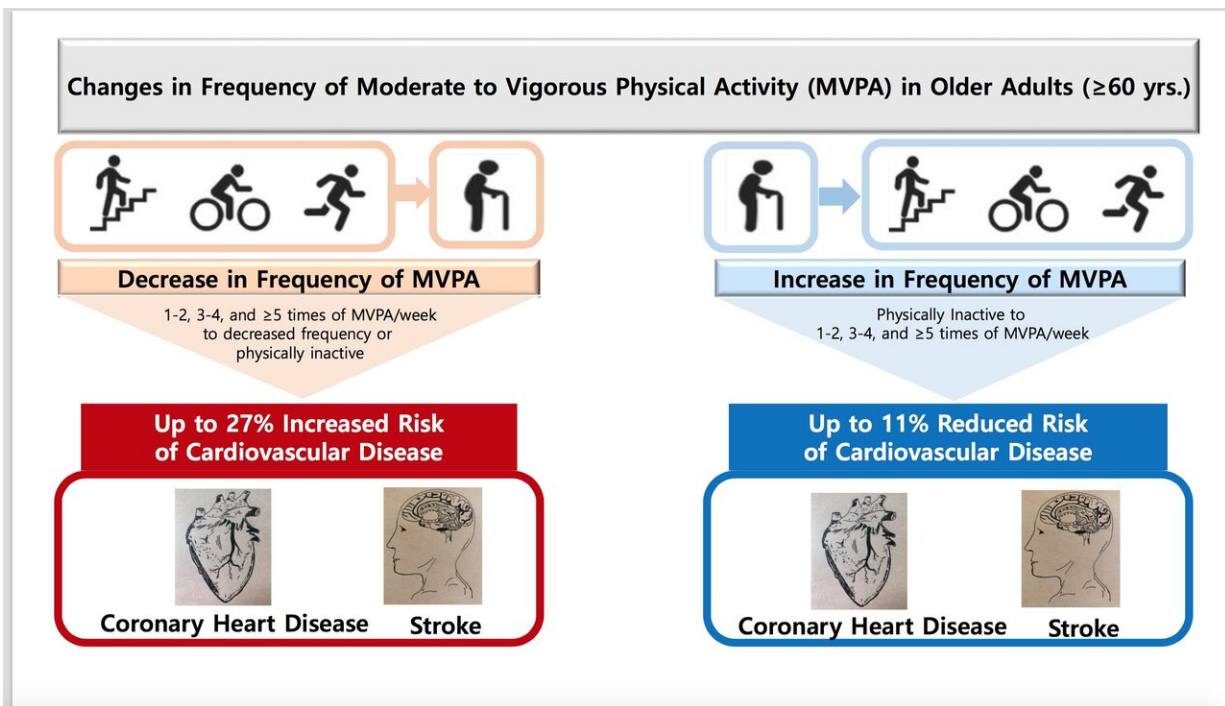 Changes in Frequency of Moderate to Vigorous Physical Activity (MVPA) in Older Adults (≥60 yrs.)
Decrease in Frequency of MVPA
1-2, 3-4, and ≥5 times of MVPA/week
to decreased frequency or
physically inactive
Up to 27% Increased Risk
of Cardiovascular Disease
Coronary Heart Disease
Stroke
Increase in Frequency of MVPA
Physically Inactive to
1-2, 3-4, and ≥5 times of MVPA/week
Up to 11% Reduced Risk
of Cardiovascular Disease
Coronary Heart Disease
Stroke